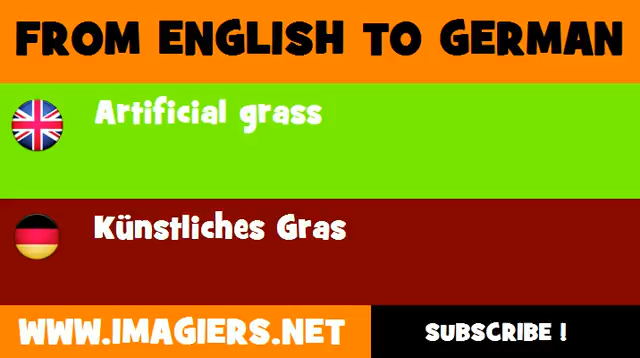 FROM ENGLISH TO GERMAN
Artificial grass
Künstliches Gras
WWW.IMAGIERS.NET
SUBSCRIBE !